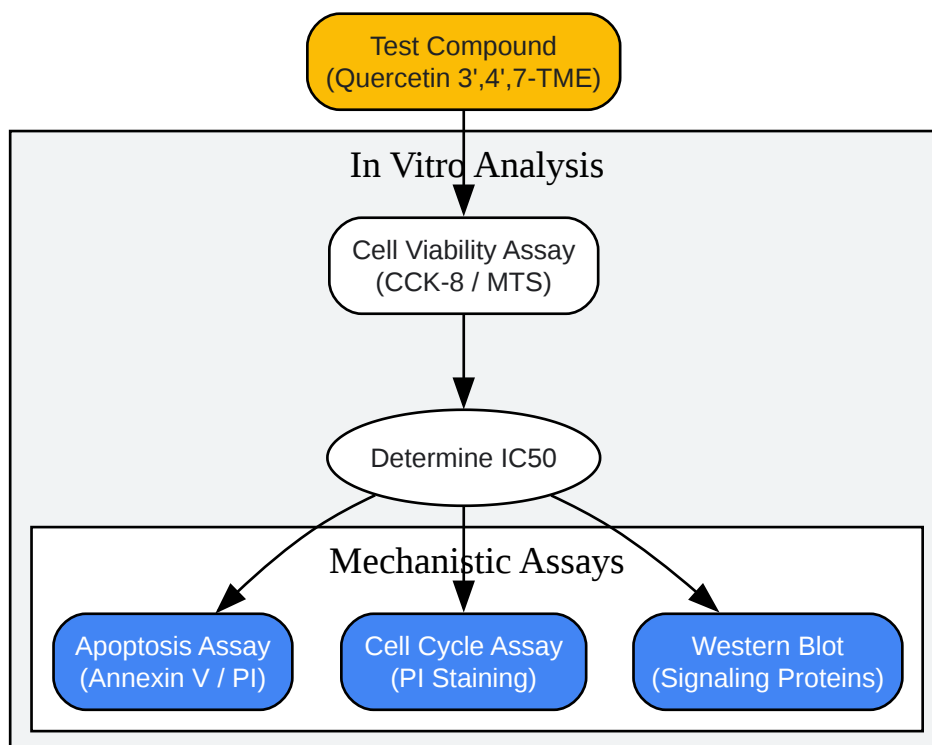 Test Compound
(Quercetin 3',4',7-TME)
In Vitro Analysis
Cell Viability Assay
(CCK-8 / MTS)
Determine IC50
Mechanistic Assays
Apoptosis Assay
(Annexin V / PI)
Cell Cycle Assay
(PI Staining)
Western Blot
(Signaling Proteins)